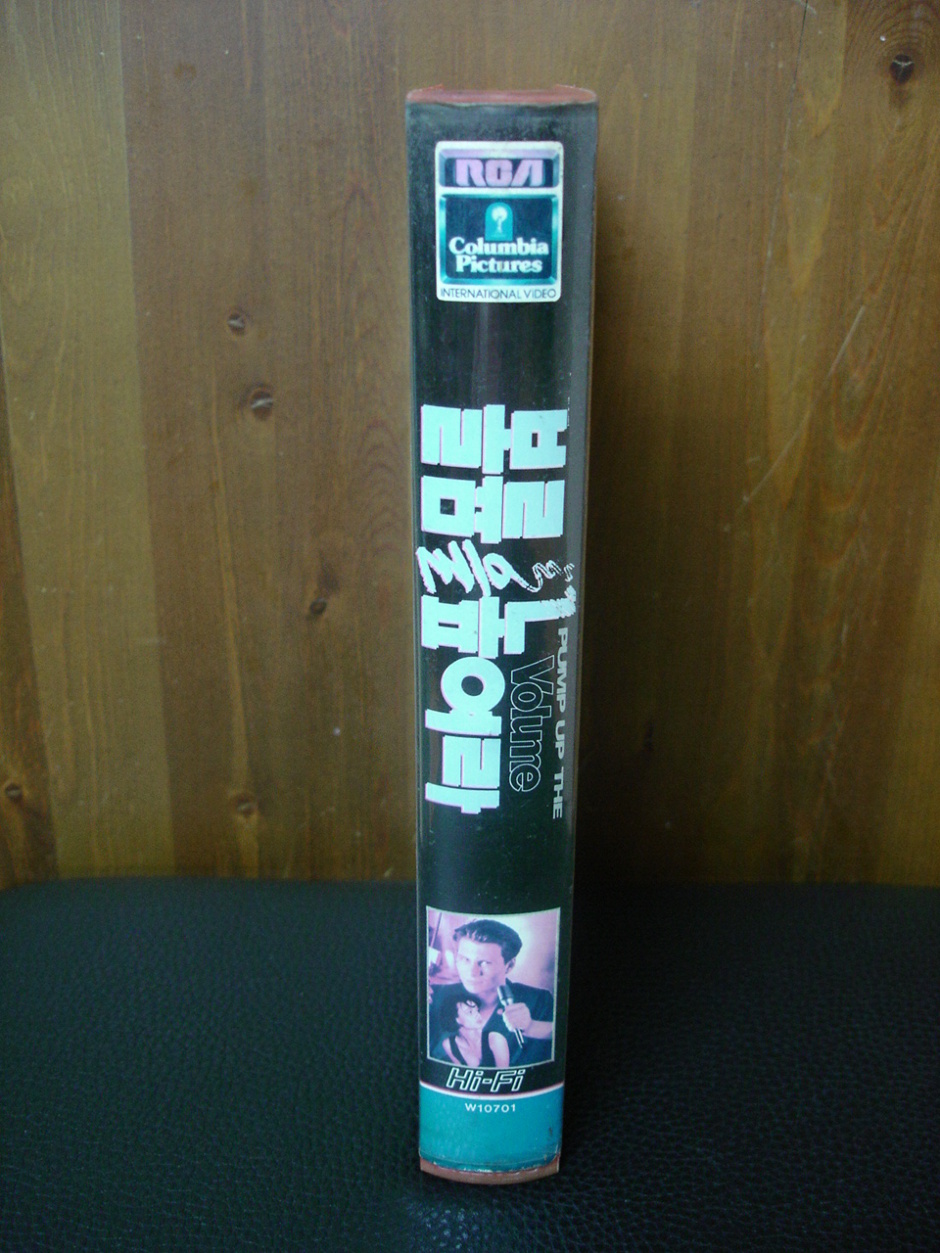 RCA
Columbia
Pictures
INTERNATIONAL VIDEO
볼륨을 높여라
PUMP UP THE
Volume
Hi-Fi
W10701